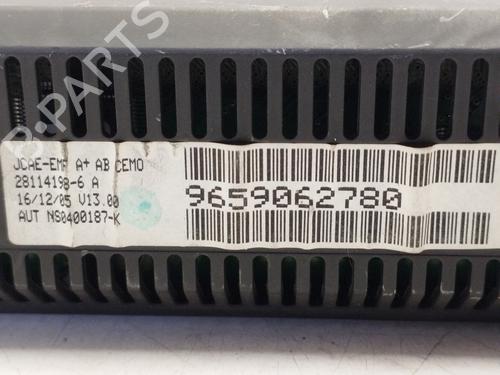 B-PARTS
JCAE-EMF A+ AB CEMO
28114198-6 A
16/12/05 V13.00
AUT NS0400187-K
9659062780